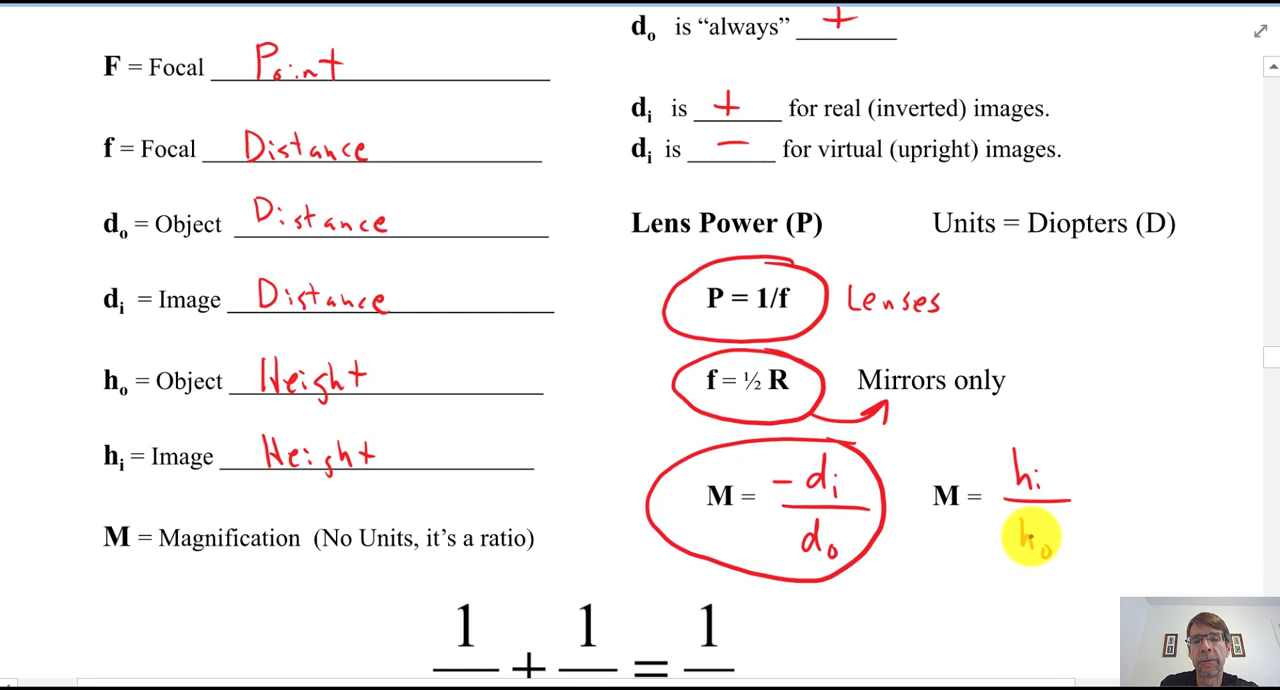 F = Focal Point
f = Focal Distance
do = Object Distance
di = Image Distance
ho = Object Height
hi = Image Height
M = Magnification (No Units, it's a ratio)
do is “always” +
di is + for real (inverted) images.
di is − for virtual (upright) images.
Lens Power (P) Units = Diopters (D)
P = 1/f Lenses
f = ½ R Mirrors only
M = - di / do M = hi / ho
1 + 1 = 1